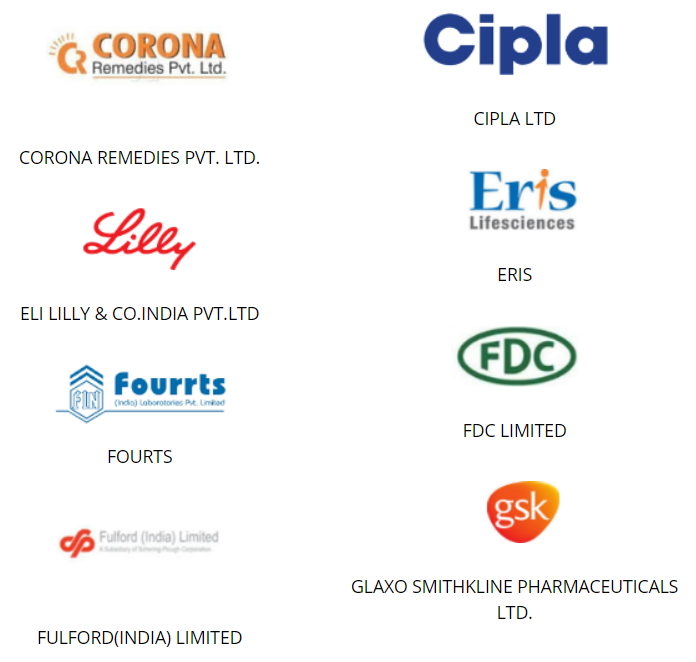 CORONA
Remedies Pvt. Ltd.
CORONA REMEDIES PVT. LTD.
Cipla
CIPLA LTD
Lilly
ELI LILLY & CO.INDIA PVT.LTD
Eris
Lifesciences
ERIS
Fourrts
(India) Laboratories Pvt. Limited
FOURTS
FDC
FDC LIMITED
Fulford (India) Limited
A Subsidiary of Schering-Plough Corporation
FULFORD(INDIA) LIMITED
gsk
GLAXO SMITHKLINE PHARMACEUTICALS
LTD.